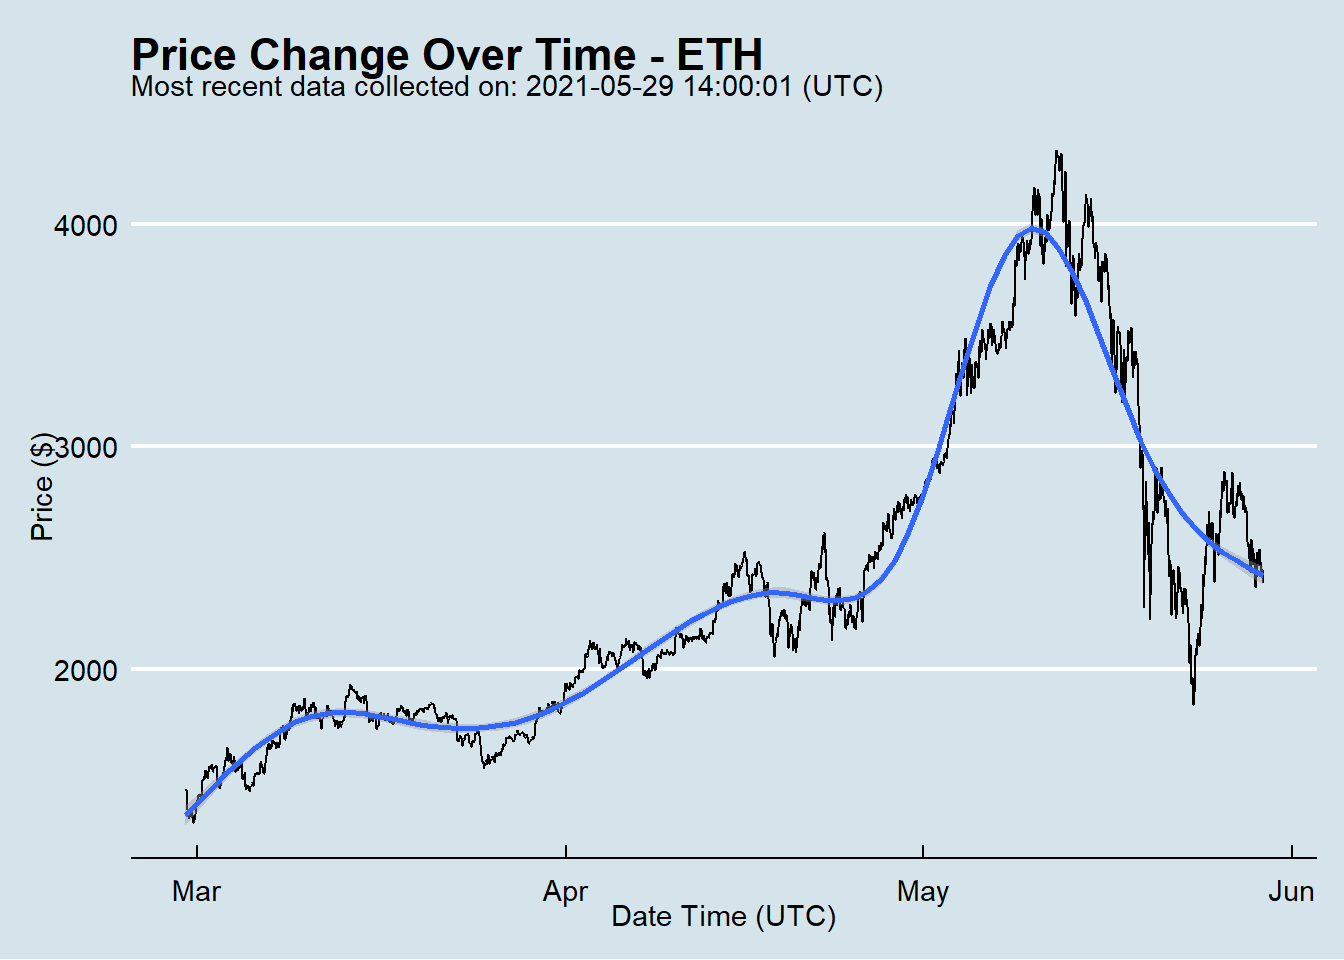 Price Change Over Time - ETH
Most recent data collected on: 2021-05-29 14:00:01 (UTC)
Price ($)
4000
3000
2000
Mar
Apr
May
Jun
Date Time (UTC)